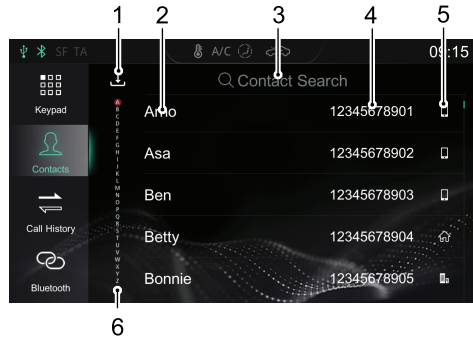 1 2 3 4 5
SF TA A/C 09:15
Contact Search
Keypad
Contacts
Call History
Bluetooth
A
B
C
D
E
F
G
H
I
J
K
L
M
N
O
P
Q
R
S
T
U
V
W
X
Y
Z
Arno 12345678901
Asa 12345678902
Ben 12345678903
Betty 12345678904
Bonnie 12345678905
6